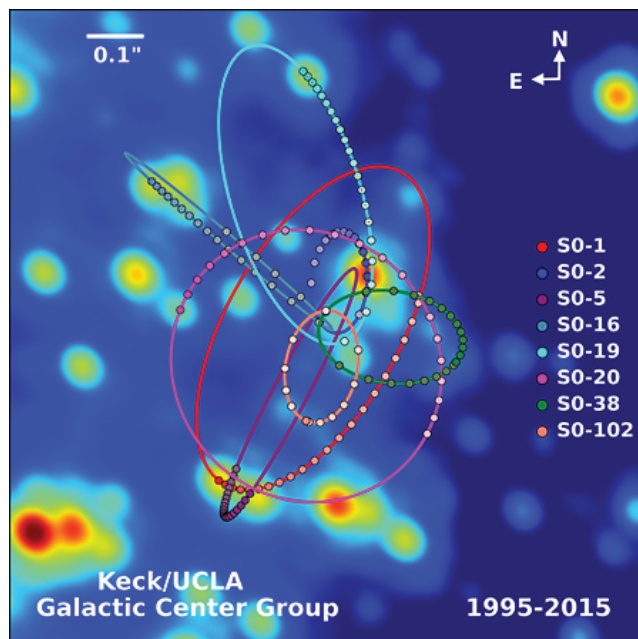 0.1"
N
E
S0-1
S0-2
S0-5
S0-16
S0-19
S0-20
S0-38
S0-102
Keck/UCLA
Galactic Center Group
1995-2015